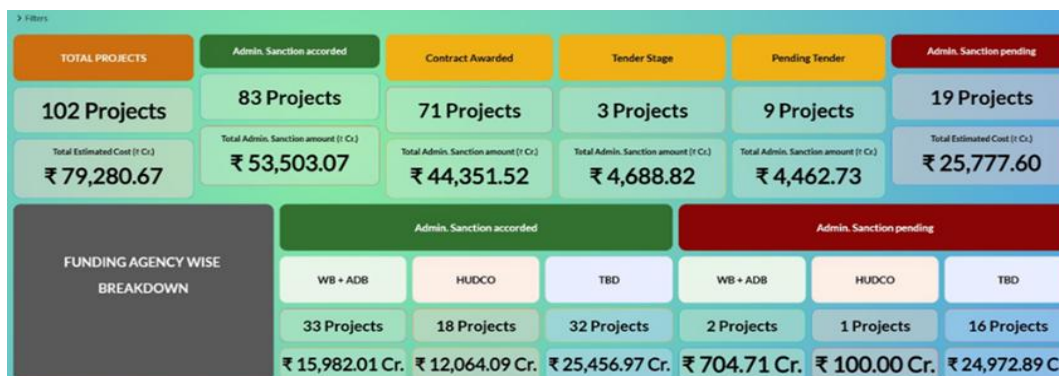 > Filters
TOTAL PROJECTS
102 Projects
Total Estimated Cost (₹ Cr.)
₹ 79,280.67
Admin. Sanction accorded
83 Projects
Total Admin. Sanction amount (₹ Cr.)
₹ 53,503.07
Contract Awarded
71 Projects
Total Admin. Sanction amount (₹ Cr.)
₹ 44,351.52
Tender Stage
3 Projects
Total Admin. Sanction amount (₹ Cr.)
₹ 4,688.82
Pending Tender
9 Projects
Total Admin. Sanction amount (₹ Cr.)
₹ 4,462.73
Admin. Sanction pending
19 Projects
Total Estimated Cost (₹ Cr.)
₹ 25,777.60
FUNDING AGENCY WISE
BREAKDOWN
Admin. Sanction accorded
WB + ADB
HUDCO
TBD
33 Projects
18 Projects
32 Projects
₹ 15,982.01 Cr.
₹ 12,064.09 Cr.
₹ 25,456.97 Cr.
Admin. Sanction pending
WB + ADB
HUDCO
TBD
2 Projects
1 Projects
16 Projects
₹ 704.71 Cr.
₹ 100.00 Cr.
₹ 24,972.89 C